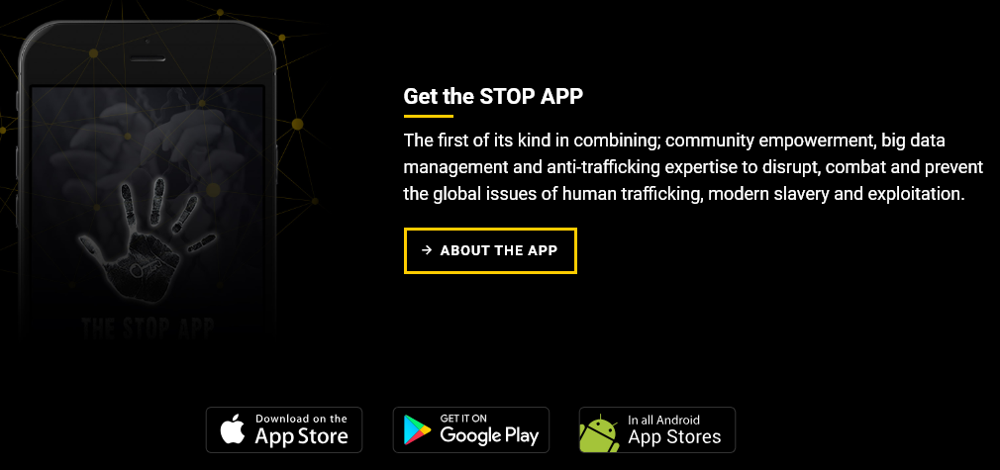 Get the STOP APP
The first of its kind in combining; community empowerment, big data
management and anti-trafficking expertise to disrupt, combat and prevent
the global issues of human trafficking, modern slavery and exploitation.
→ ABOUT THE APP
THE STOP APP
Download on the
App Store
GET IT ON
Google Play
In all Android
App Stores